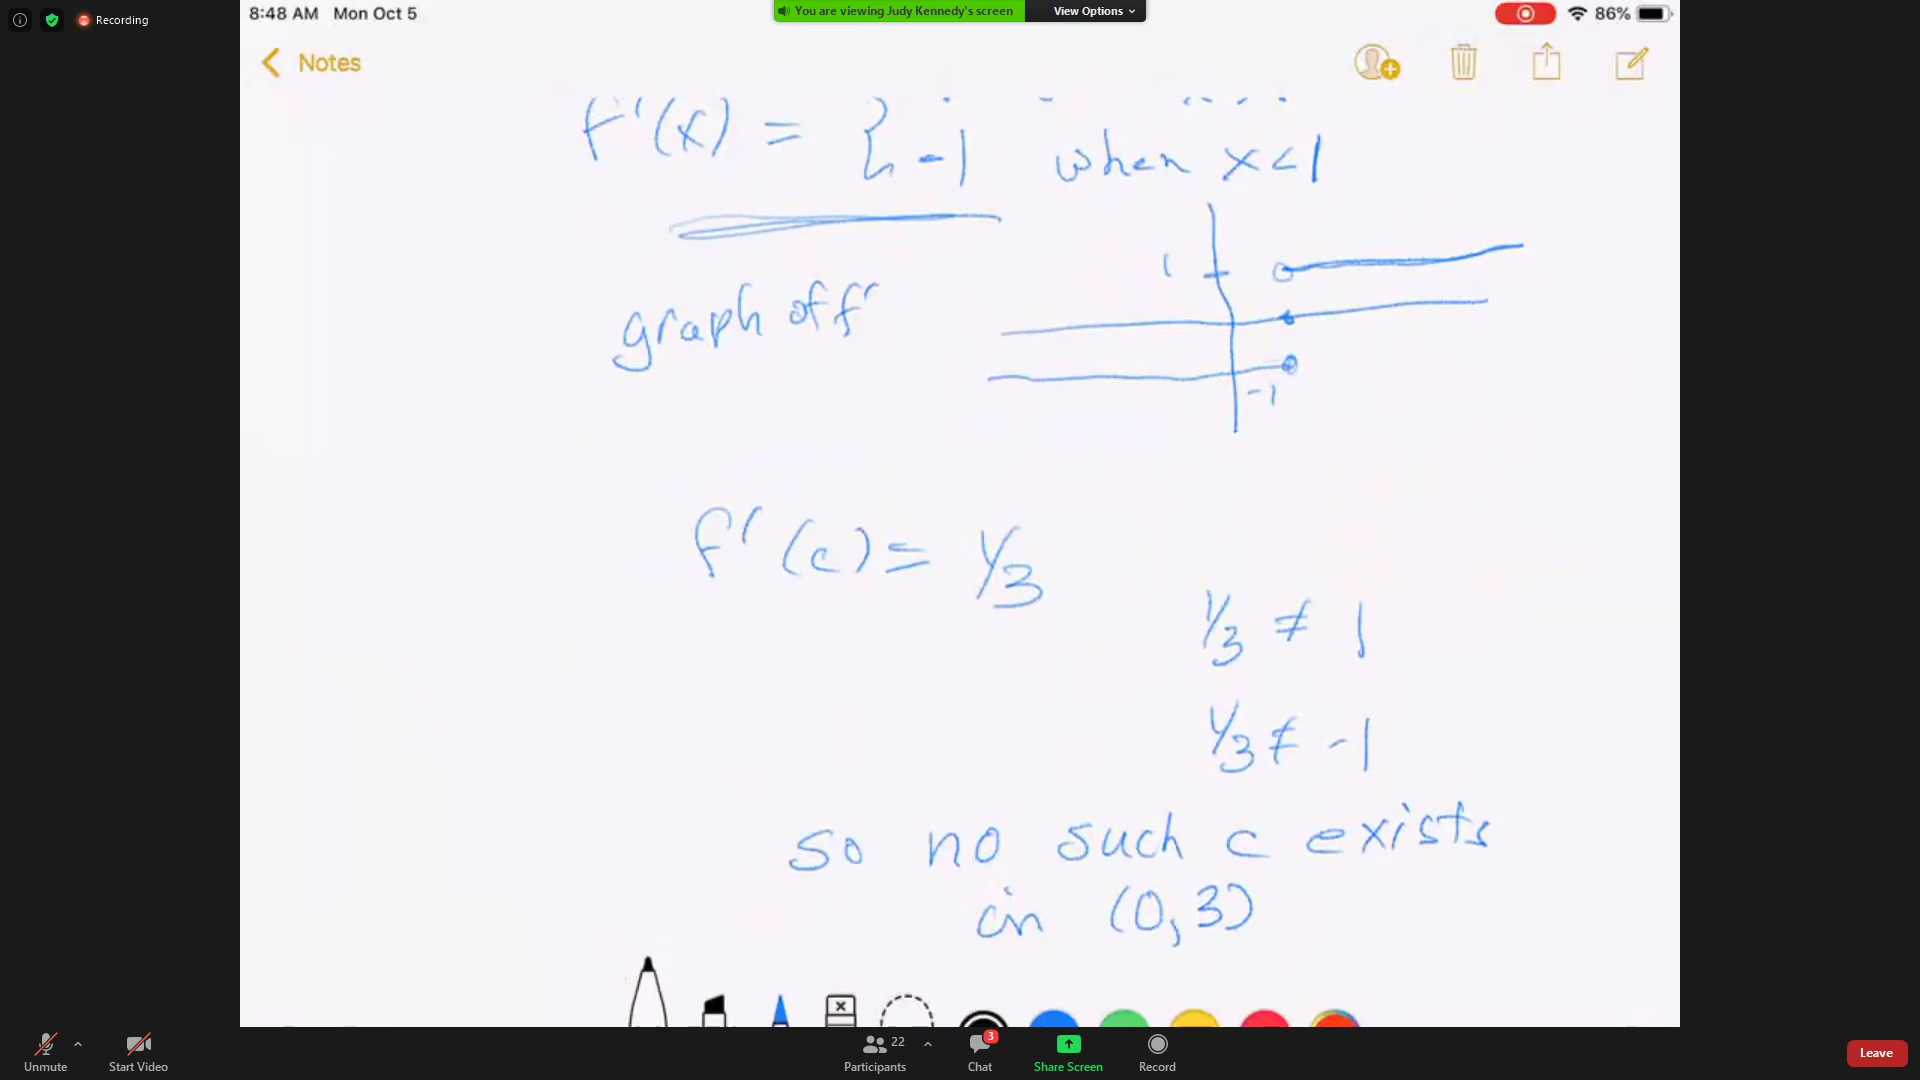 Recording
8:48 AM Mon Oct 5
You are viewing Judy Kennedy's screen
View Options
86%
Notes
f'(x) = { -1 when x<1
graph of f'
1
-1
f'(c) = 1/3
1/3 ≠ 1
1/3 ≠ -1
so no such c exists
in (0,3)
Unmute
Start Video
22
Participants
3
Chat
Share Screen
Record
Leave